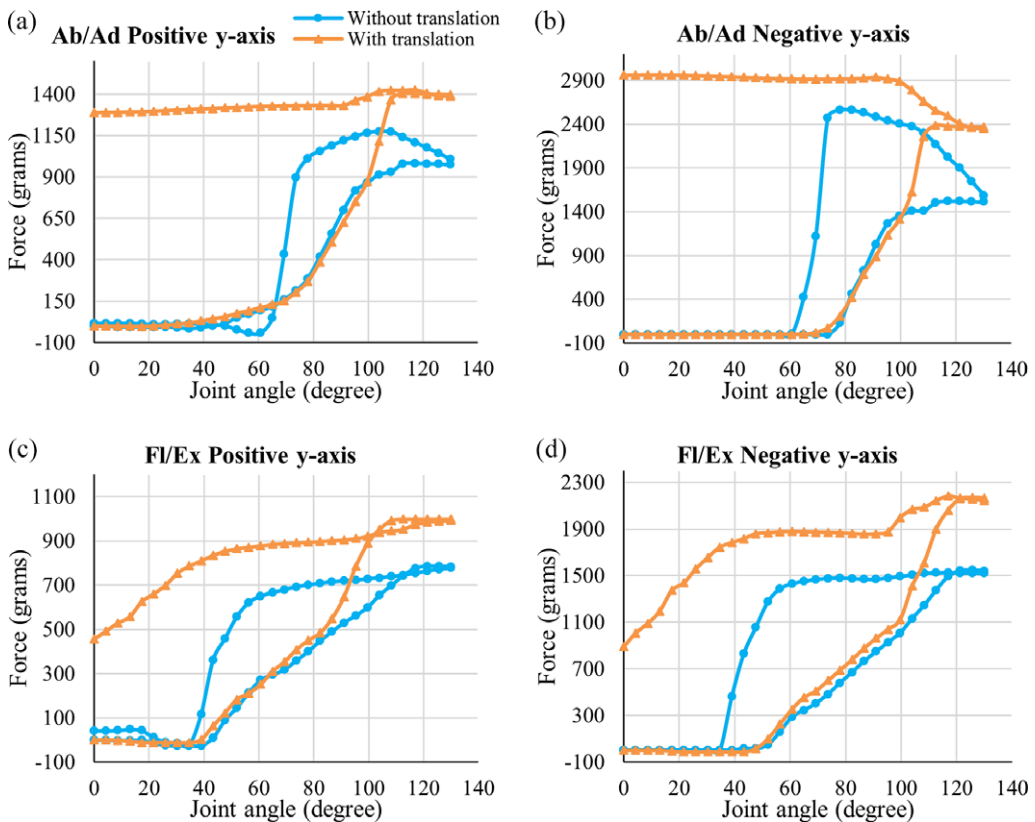 (a)
Ab/Ad Positive y-axis
Without translation
With translation
1400
1150
900
650
400
150
-100
Force (grams)
0 20 40 60 80 100 120 140
Joint angle (degree)
(b)
Ab/Ad Negative y-axis
2900
2400
1900
1400
900
400
-100
Force (grams)
0 20 40 60 80 100 120 140
Joint angle (degree)
(c)
Fl/Ex Positive y-axis
1100
900
700
500
300
100
-100
Force (grams)
0 20 40 60 80 100 120 140
Joint angle (degree)
(d)
Fl/Ex Negative y-axis
2300
1900
1500
1100
700
300
-100
Force (grams)
0 20 40 60 80 100 120 140
Joint angle (degree)